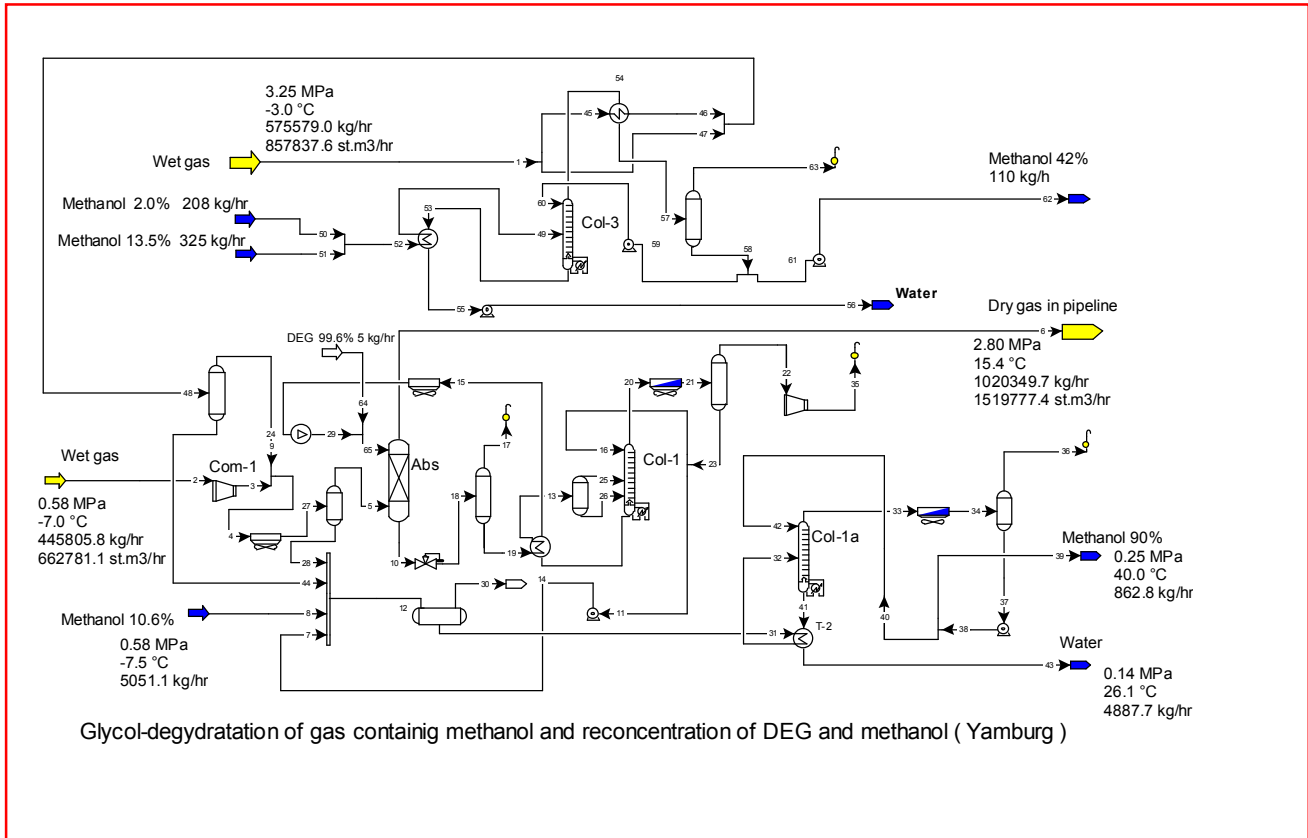 54
3.25 MPa
-3.0 °C
575579.0 kg/hr
857837.6 st.m3/hr
45
46
47
Wet gas
1
63
Methanol 42%
110 kg/h
62
Methanol 2.0% 208 kg/hr
50
Methanol 13.5% 325 kg/hr
51
52
53
60
49
Col-3
57
59
58
61
55
56
Water
Dry gas in pipeline
6
2.80 MPa
15.4 °C
1020349.7 kg/hr
1519777.4 st.m3/hr
DEG 99.6% 5 kg/hr
48
24
9
64
15
29
65
Abs
20
21
22
35
17
16
Col-1
23
Wet gas
2
Com-1
3
0.58 MPa
-7.0 °C
445805.8 kg/hr
662781.1 st.m3/hr
4
27
5
18
13
25
26
19
10
28
44
8
7
Methanol 10.6%
0.58 MPa
-7.5 °C
5051.1 kg/hr
12
30
14
11
31
36
33
34
42
Col-1a
32
41
T-2
40
37
38
39
Methanol 90%
0.25 MPa
40.0 °C
862.8 kg/hr
43
Water
0.14 MPa
26.1 °C
4887.7 kg/hr
Glycol-degydratation of gas containig methanol and reconcentration of DEG and methanol ( Yamburg )